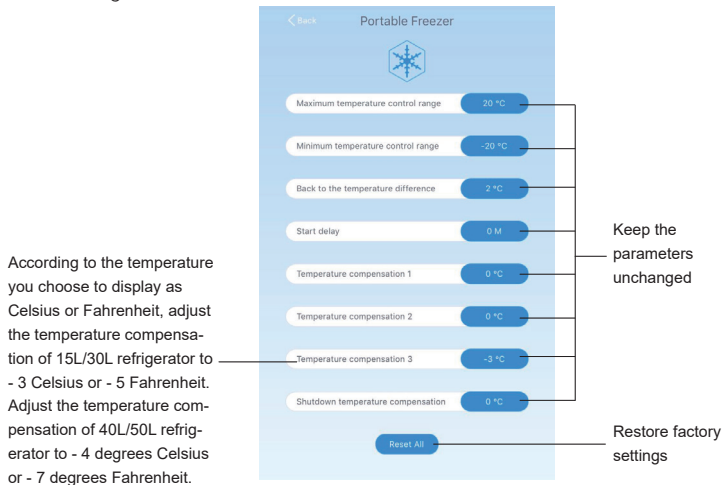 Back
Portable Freezer
Maximum temperature control range
20 °C
Minimum temperature control range
-20 °C
Back to the temperature difference
2 °C
Start delay
0 M
Temperature compensation 1
0 °C
Temperature compensation 2
0 °C
Temperature compensation 3
-3 °C
Shutdown temperature compensation
0 °C
Reset All
According to the temperature
you choose to display as
Celsius or Fahrenheit, adjust
the temperature compensa-
tion of 15L/30L refrigerator to
- 3 Celsius or - 5 Fahrenheit.
Adjust the temperature com-
pensation of 40L/50L refrig-
erator to - 4 degrees Celsius
or - 7 degrees Fahrenheit.
Keep the
parameters
unchanged
Restore factory
settings